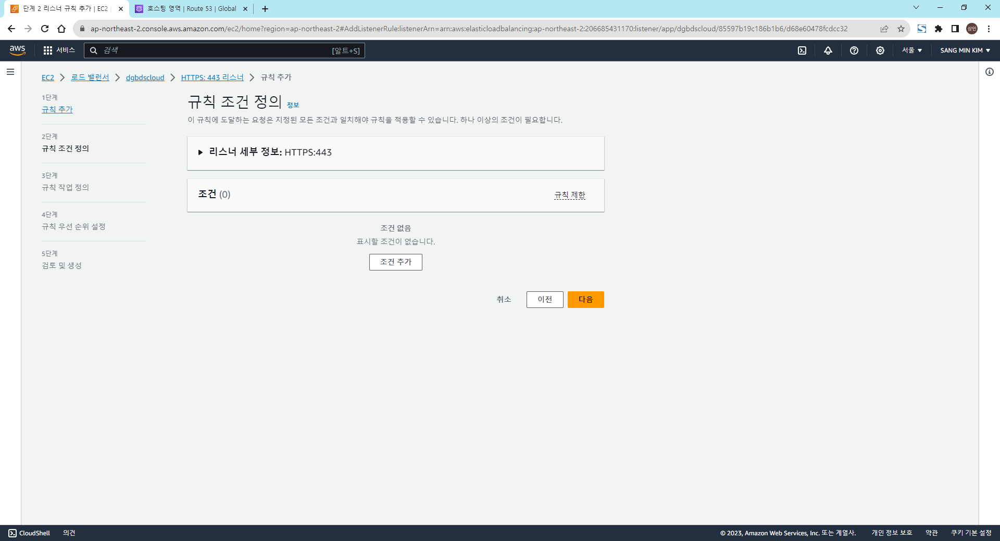 단계 2 리스너 규칙 추가 | EC2
호스팅 영역 | Route 53 | Global
ap-northeast-2.console.aws.amazon.com/ec2/home?region=ap-northeast-2#AddListenerRule:listenerArn=arn:aws:elasticloadbalancing:ap-northeast-2:206685431170:listener/app/dgbdscloud/85597b19c186b1b6/d68e60478fcdcc32
상민
aws
서비스
검색
[알트+S]
서울
SANG MIN KIM
EC2
로드 밸런서
dgbdscloud
HTTPS: 443 리스너
규칙 추가
1단계
규칙 추가
2단계
규칙 조건 정의
3단계
규칙 작업 정의
4단계
규칙 우선 순위 설정
5단계
검토 및 생성
규칙 조건 정의 정보
이 규칙에 도달하는 요청은 지정된 모든 조건과 일치해야 규칙을 적용할 수 있습니다. 하나 이상의 조건이 필요합니다.
리스너 세부 정보: HTTPS:443
조건 (0)
규칙 제한
조건 없음
표시할 조건이 없습니다.
조건 추가
취소
이전
다음
CloudShell
의견
© 2023, Amazon Web Services, Inc. 또는 계열사.
개인 정보 보호
약관
쿠키 기본 설정